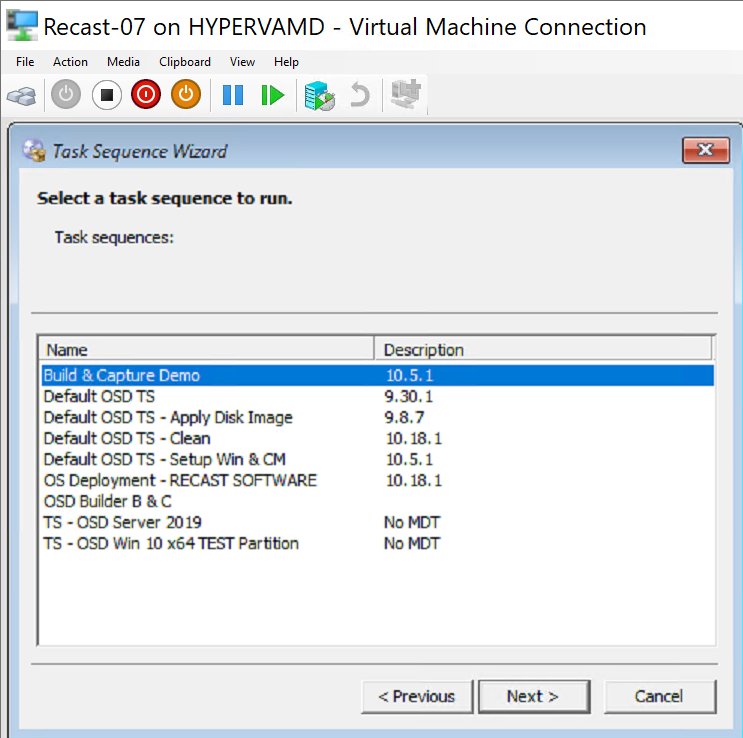 Recast-07 on HYPERVAMD - Virtual Machine Connection
File Action Media Clipboard View Help
Task Sequence Wizard
Select a task sequence to run.
Task sequences:
Name Description
Build & Capture Demo 10.5.1
Default OSD TS 9.30.1
Default OSD TS - Apply Disk Image 9.8.7
Default OSD TS - Clean 10.18.1
Default OSD TS - Setup Win & CM 10.5.1
OS Deployment - RECAST SOFTWARE 10.18.1
OSD Builder B & C
TS - OSD Server 2019 No MDT
TS - OSD Win 10 x64 TEST Partition No MDT
< Previous Next > Cancel